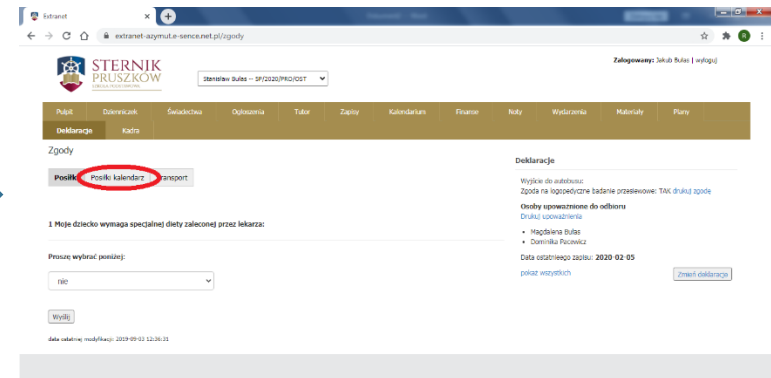 Extranet
extranet-azymut.e-sence.net.pl/zgody
R
STERNIK
PRUSZKÓW
Stanisław Bułas -- SP/2020/PRO/OST
Zalogowany: Jakub Bułas | wyloguj
Pulpit Dzienniczek Świadectwa Ogłoszenia Tutor Zapisy Kalendarium Finanse Noty Wydarzenia Materiały Plany
Deklaracje Kadra
Zgody
Posiłki Posiłki kalendarz Transport
1 Moje dziecko wymaga specjalnej diety zaleconej przez lekarza:
Proszę wybrać poniżej:
nie
Wyślij
data ostatniej modyfikacji: 2019-09-03 12:36:31
Deklaracje
Wyjście do autobusu:
Zgoda na logopedyczne badanie przesiewowe: TAK drukuj zgodę
Osoby upoważnione do odbioru
Drukuj upoważnienia
Magdalena Bułas
Dominika Pacewicz
Data ostatniego zapisu: 2020-02-05
pokaż wszystkich
Zmień deklaracje